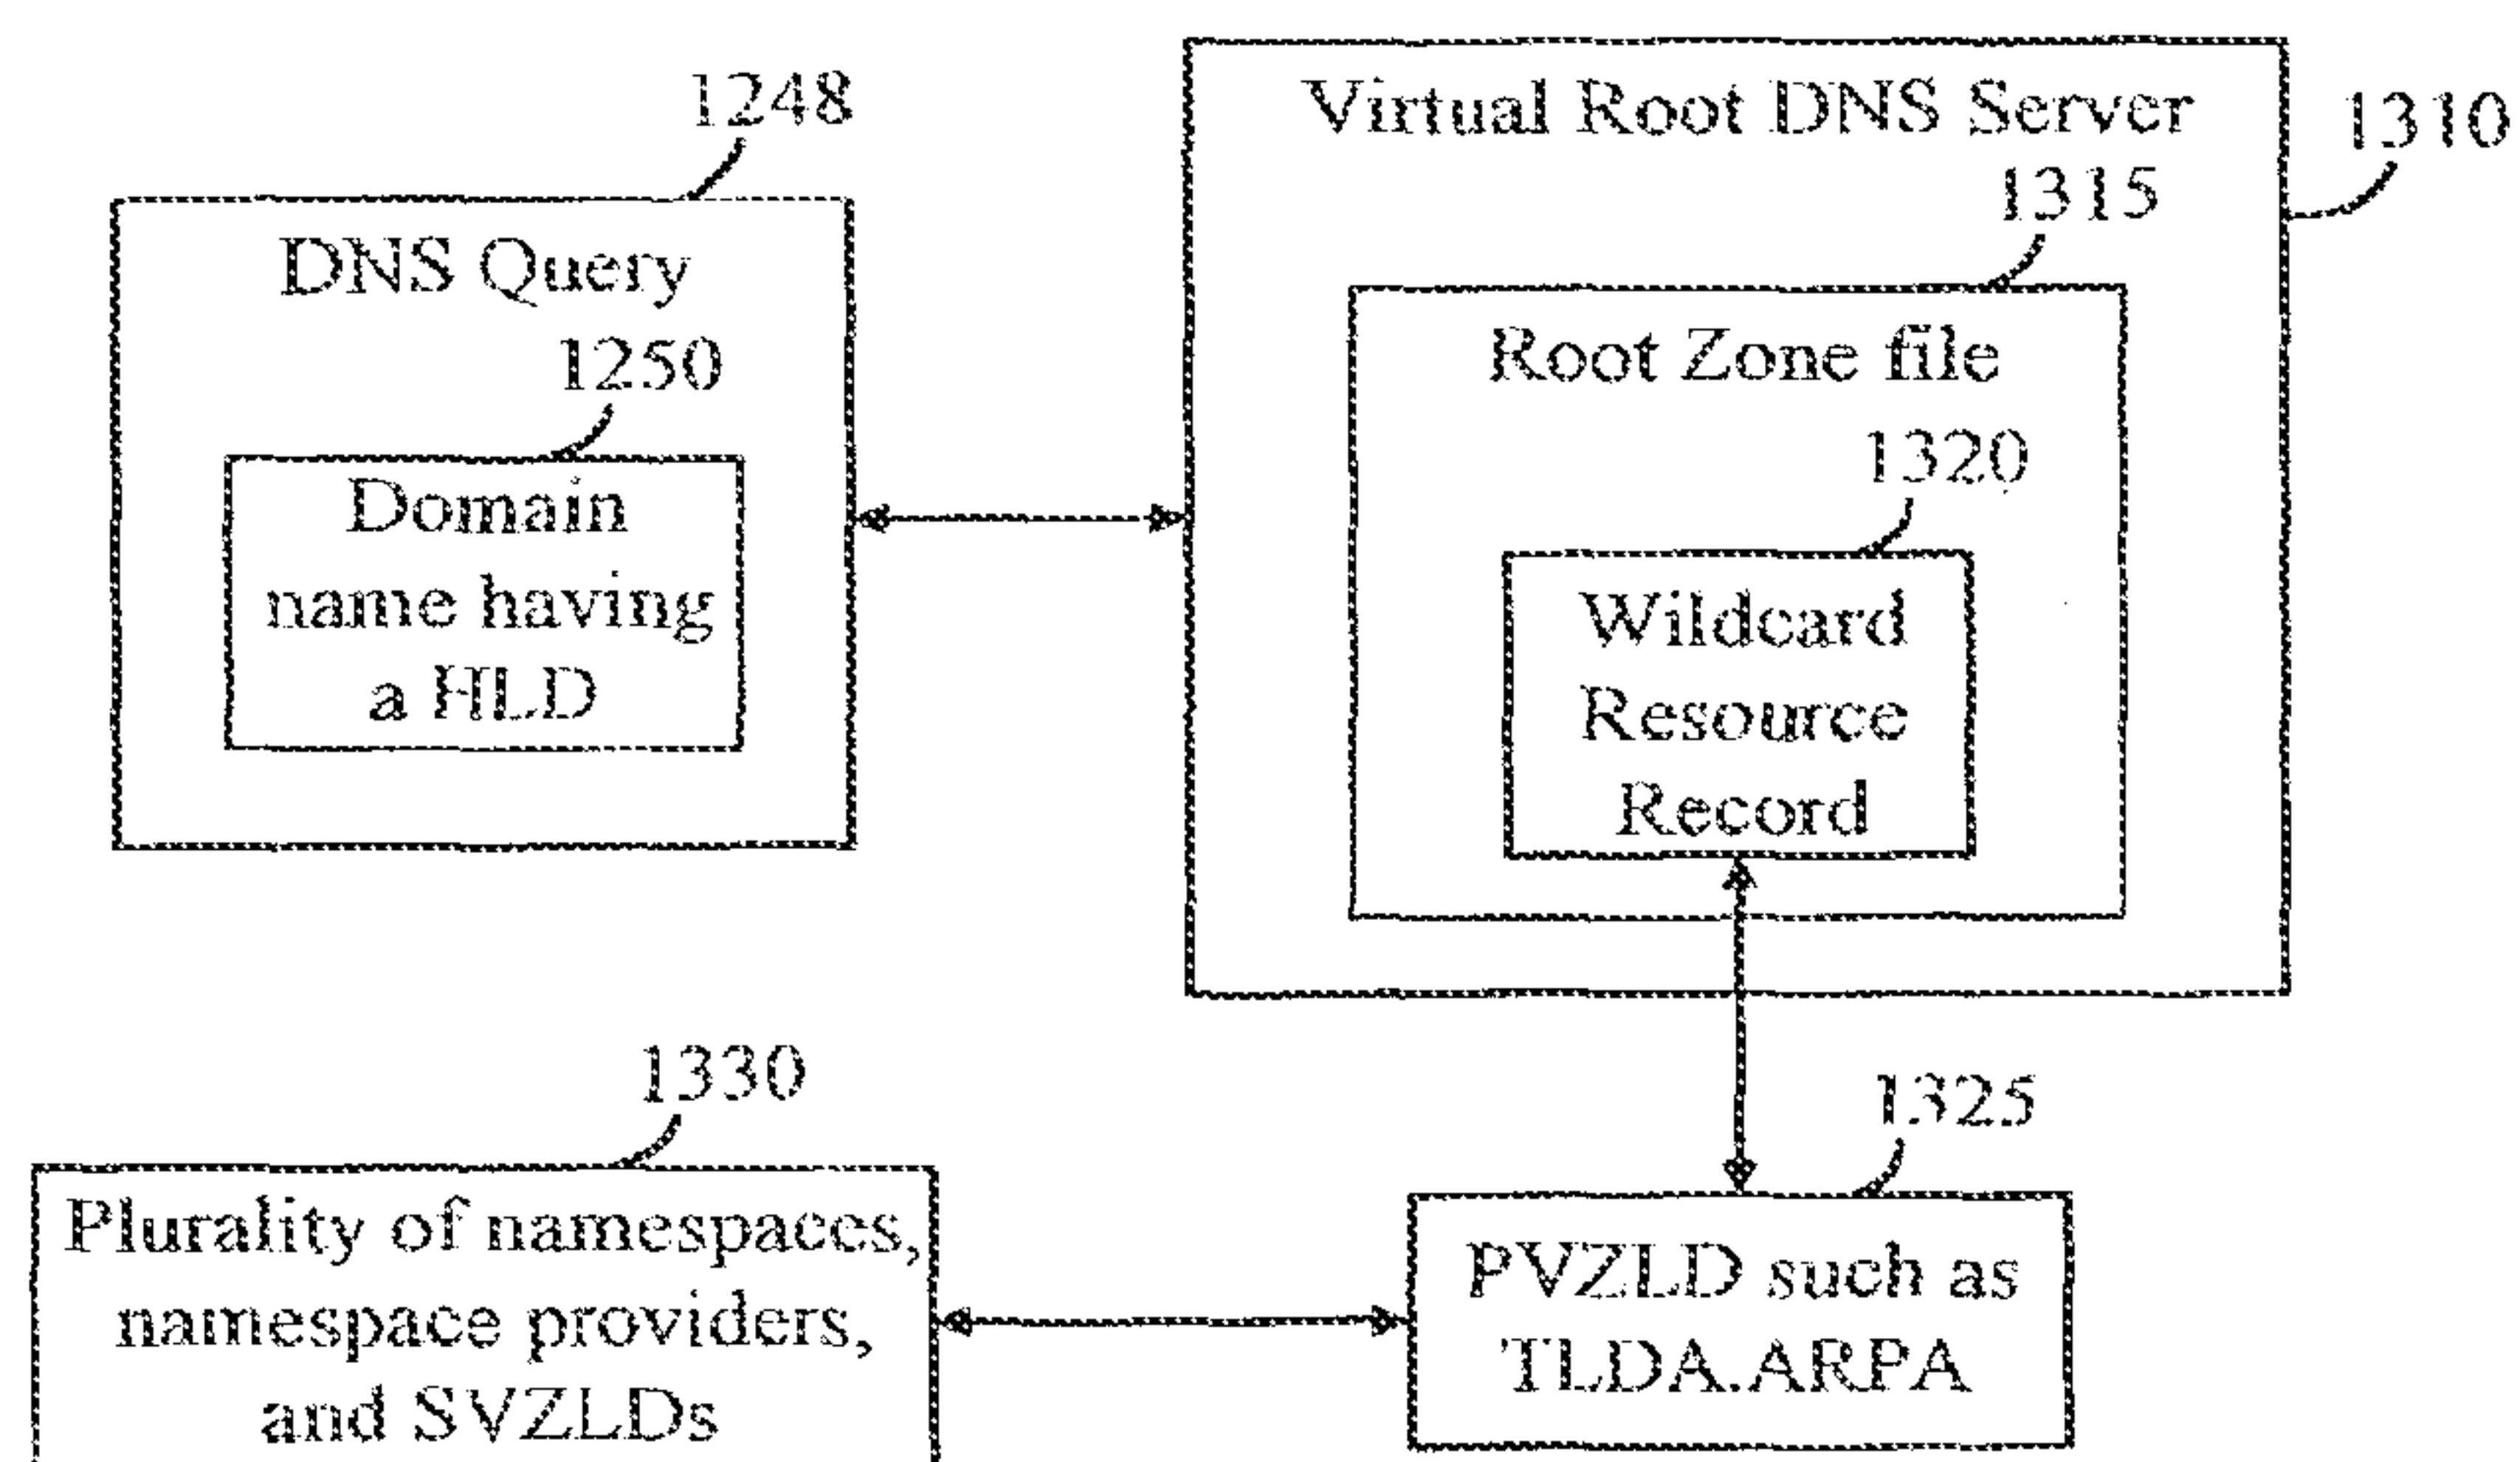 1248
DNS Query
1250
Domain
name having
a HLD
Virtual Root DNS Server
1310
1315
Root Zone file
1320
Wildcard
Resource
Record
1330
Plurality of namespaces,
namespace providers,
and SVZLDs
1325
PVZLD such as
TLDA.ARPA